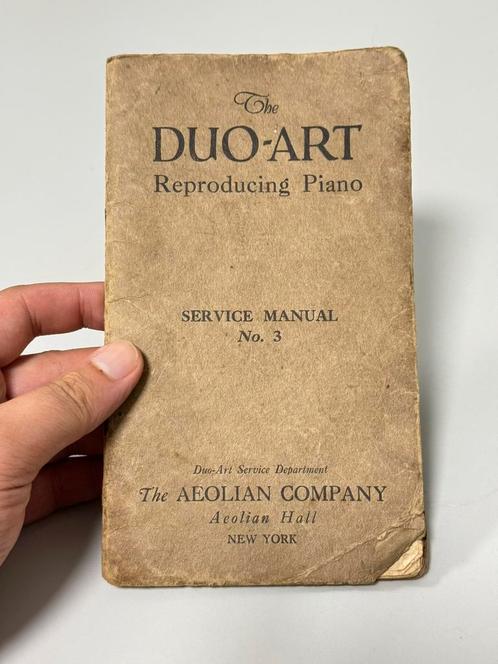 The
DUO-ART
Reproducing Piano
SERVICE MANUAL
No. 3
Duo-Art Service Department
The AEOLIAN COMPANY
Aeolian Hall
NEW YORK